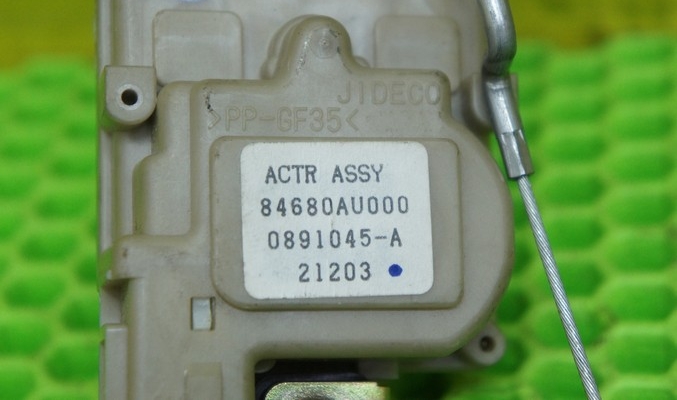 JIDECO
>PP-GF35<
ACTR ASSY
84680AU000
0891045-A
21203